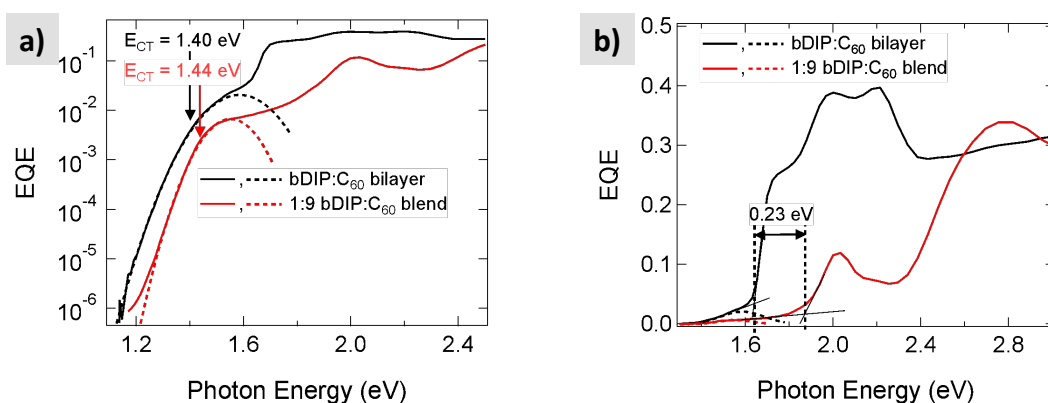 a)
E_CT = 1.40 eV
E_CT = 1.44 eV
bDIP:C₆₀ bilayer
1:9 bDIP:C₆₀ blend
EQE
10⁻¹
10⁻²
10⁻³
10⁻⁴
10⁻⁵
10⁻⁶
1.2 1.6 2.0 2.4
Photon Energy (eV)
b)
bDIP:C₆₀ bilayer
1:9 bDIP:C₆₀ blend
0.23 eV
EQE
0.5
0.4
0.3
0.2
0.1
0.0
1.6 2.0 2.4 2.8
Photon Energy (eV)